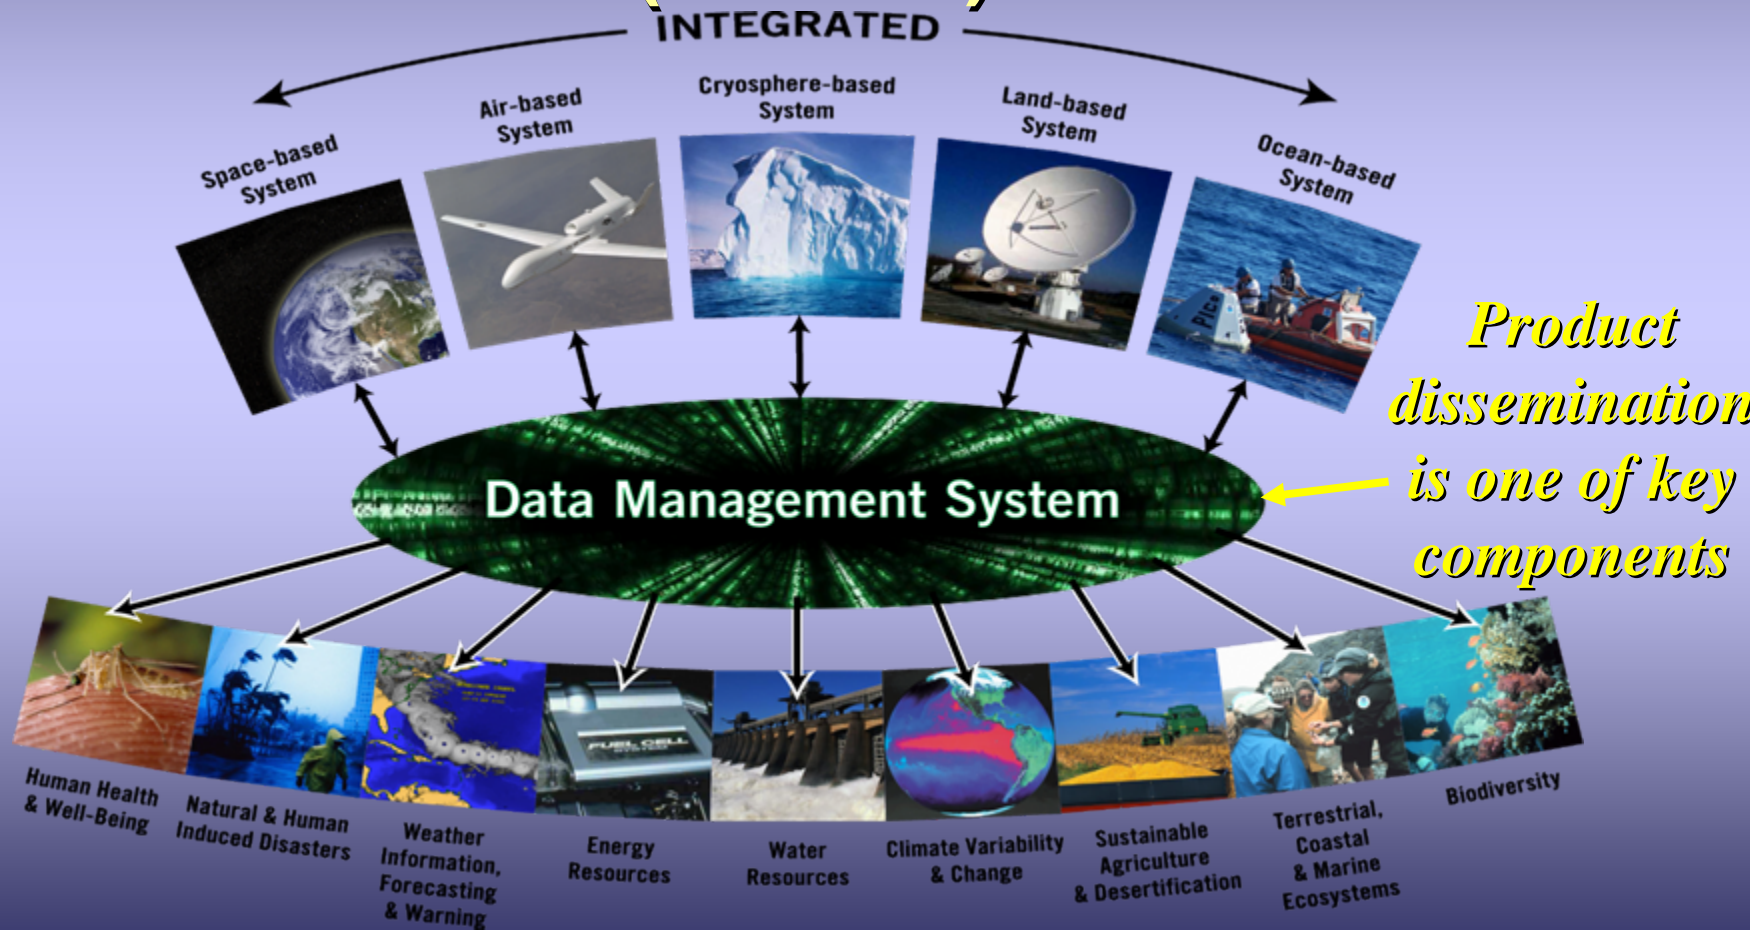 INTEGRATED
Space-based
System
Air-based
System
Cryosphere-based
System
Land-based
System
Ocean-based
System
Product
dissemination
is one of key
components
Data Management System
FUEL CELL
Human Health
& Well-Being
Natural & Human
Induced Disasters
Weather
Information,
Forecasting
& Warning
Energy
Resources
Water
Resources
Climate Variability
& Change
Sustainable
Agriculture
& Desertification
Terrestrial,
Coastal
& Marine
Ecosystems
Biodiversity